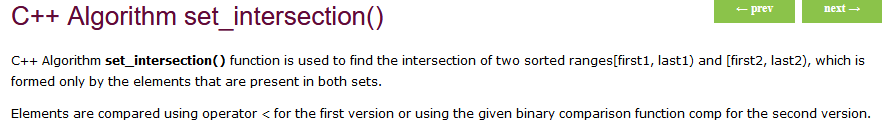 C++ Algorithm set_intersection()
← prev
next →
C++ Algorithm set_intersection() function is used to find the intersection of two sorted ranges[first1, last1) and [first2, last2), which is
formed only by the elements that are present in both sets.
Elements are compared using operator < for the first version or using the given binary comparison function comp for the second version.